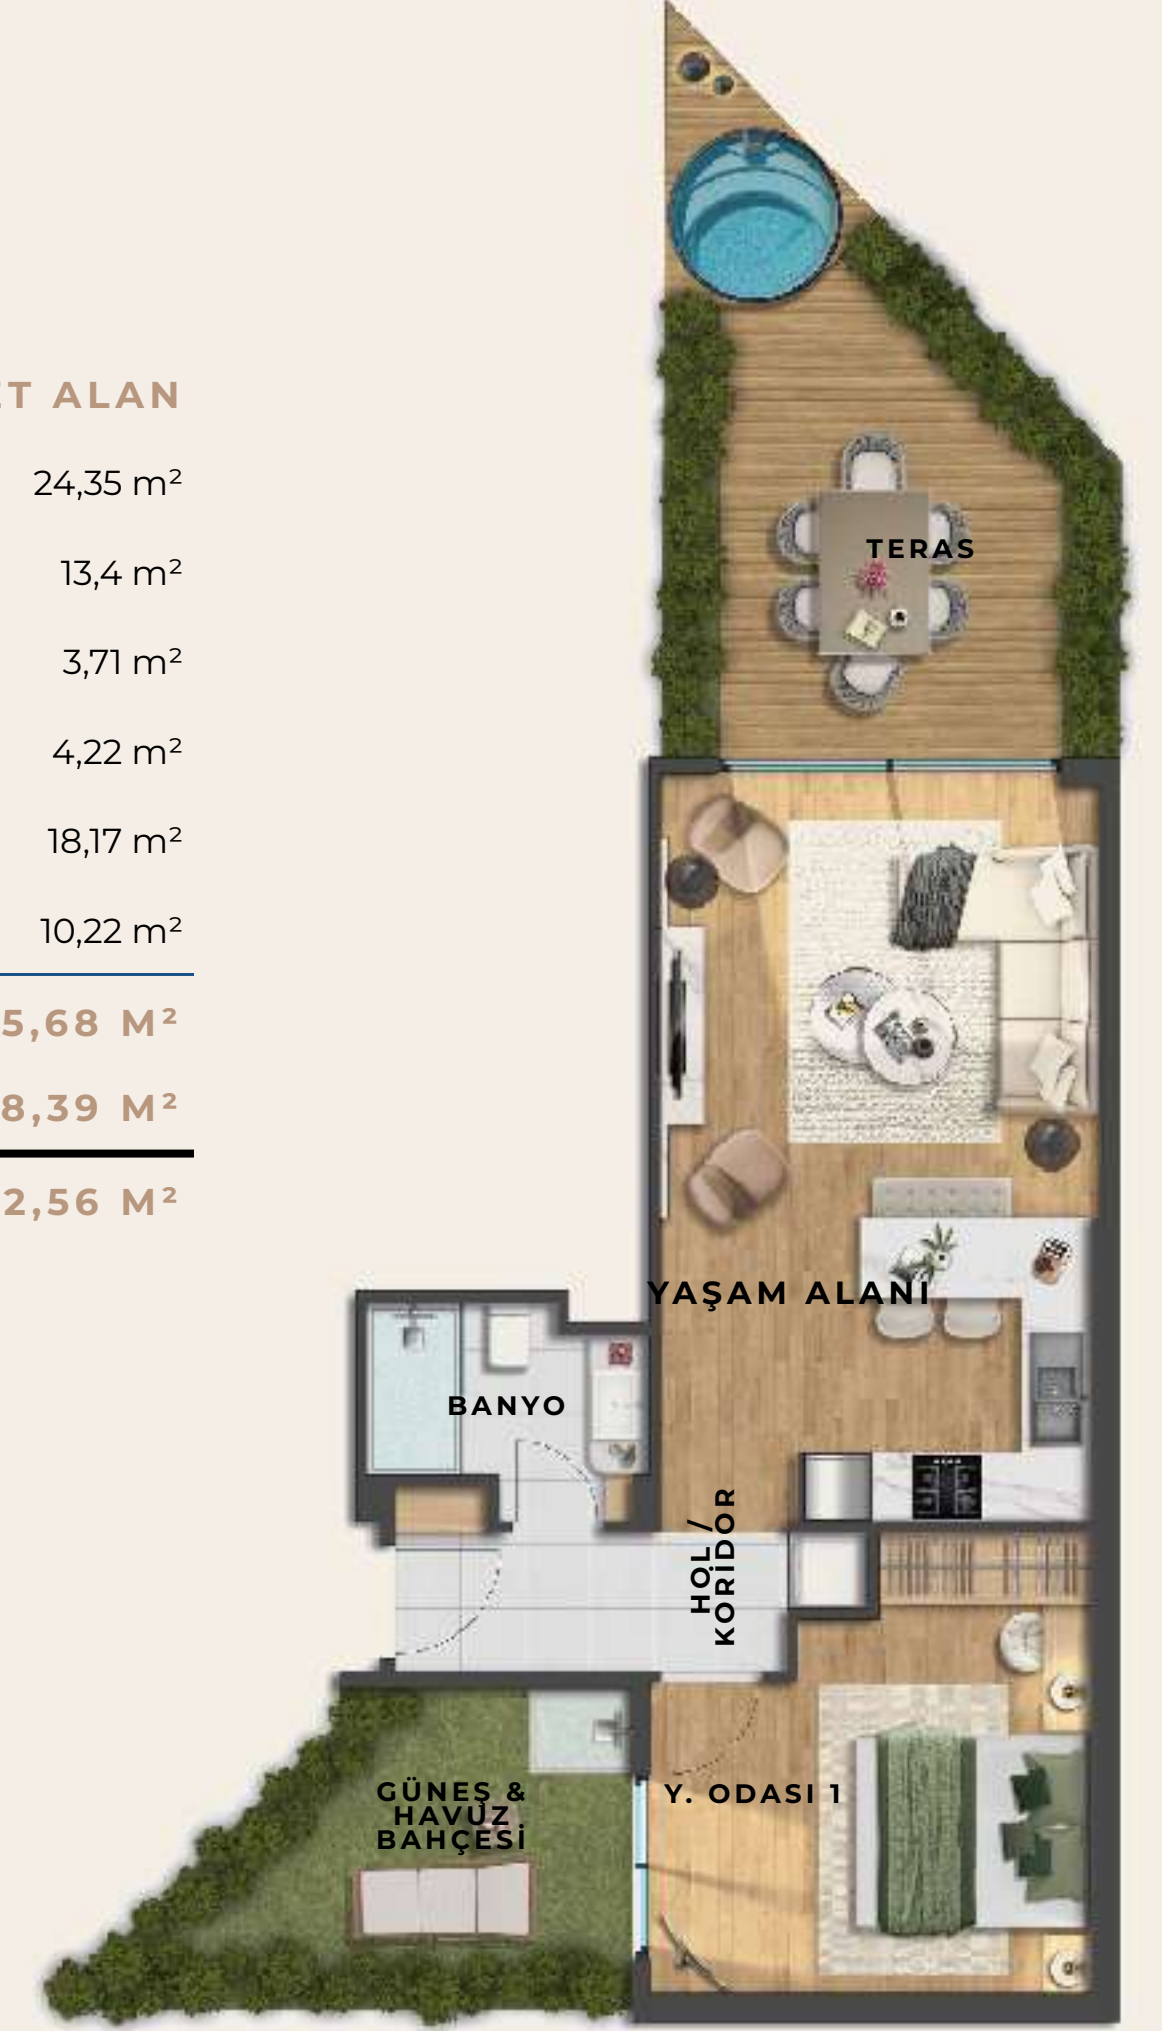 ET ALAN
24,35 m²
13,4 m²
3,71 m²
4,22 m²
18,17 m²
10,22 m²
5,68 M²
8,39 M²
2,56 M²
TERAS
YAŞAM ALANI
BANYO
HOL /
KORİDOR
GÜNEŞ &
HAVUZ
BAHÇESİ
Y. ODASI 1